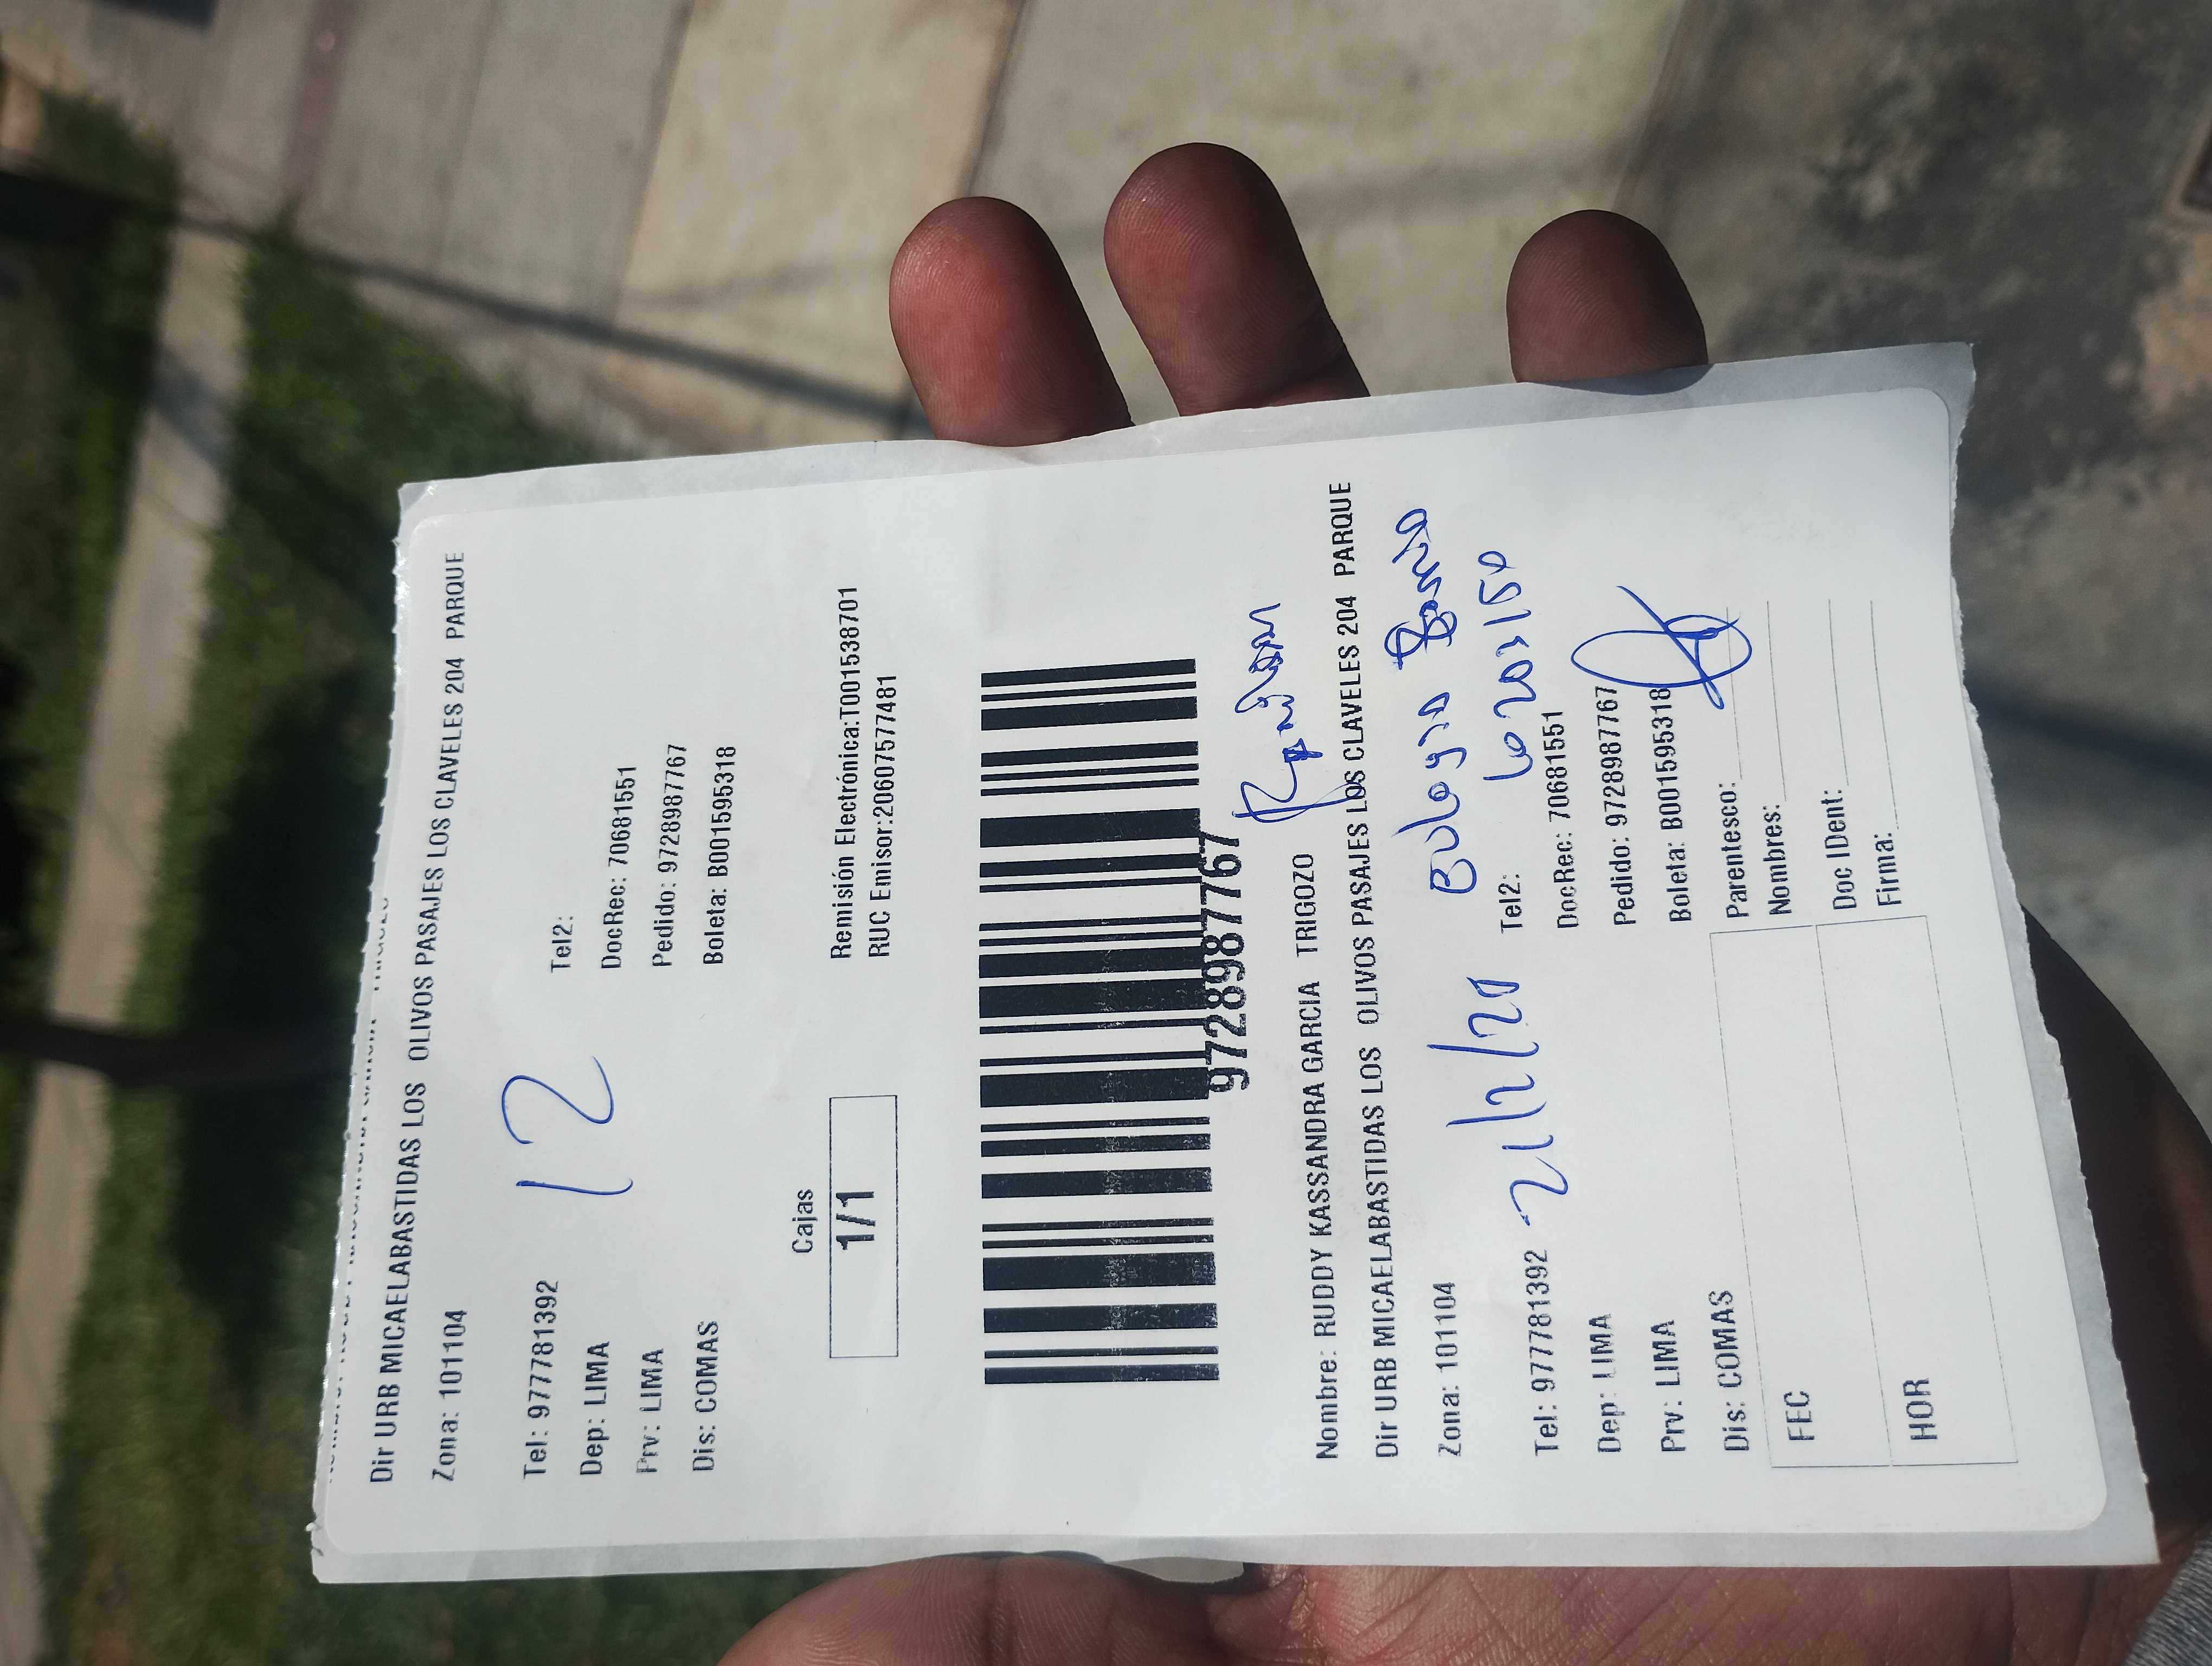 Dir URB MICAELABASTIDAS LOS OLIVOS PASAJES LOS CLAVELES 204 PARQUE
Zona: 101104
12
Tel: 977781392 Tel2:
Dep: LIMA DocRec: 70681551
Prv: LIMA Pedido: 9728987767
Dis: COMAS Boleta: B001595318
Cajas
1/1
Remisión Electrónica:T001538701
RUC Emisor:20607577481
9728987767
Nombre: RUDDY KASSANDRA GARCIA TRIGOZO
Dir URB MICAELABASTIDAS LOS OLIVOS PASAJES LOS CLAVELES 204 PARQUE
Zona: 101104
Tel: 977781392 21/12/20 Tel2:
Dep: LIMA DocRec: 70681551
Prv: LIMA Pedido: 9728987767
Dis: COMAS Boleta: B001595318
FEC
HOR
Parentesco:
Nombres:
Doc IDent:
Firma: